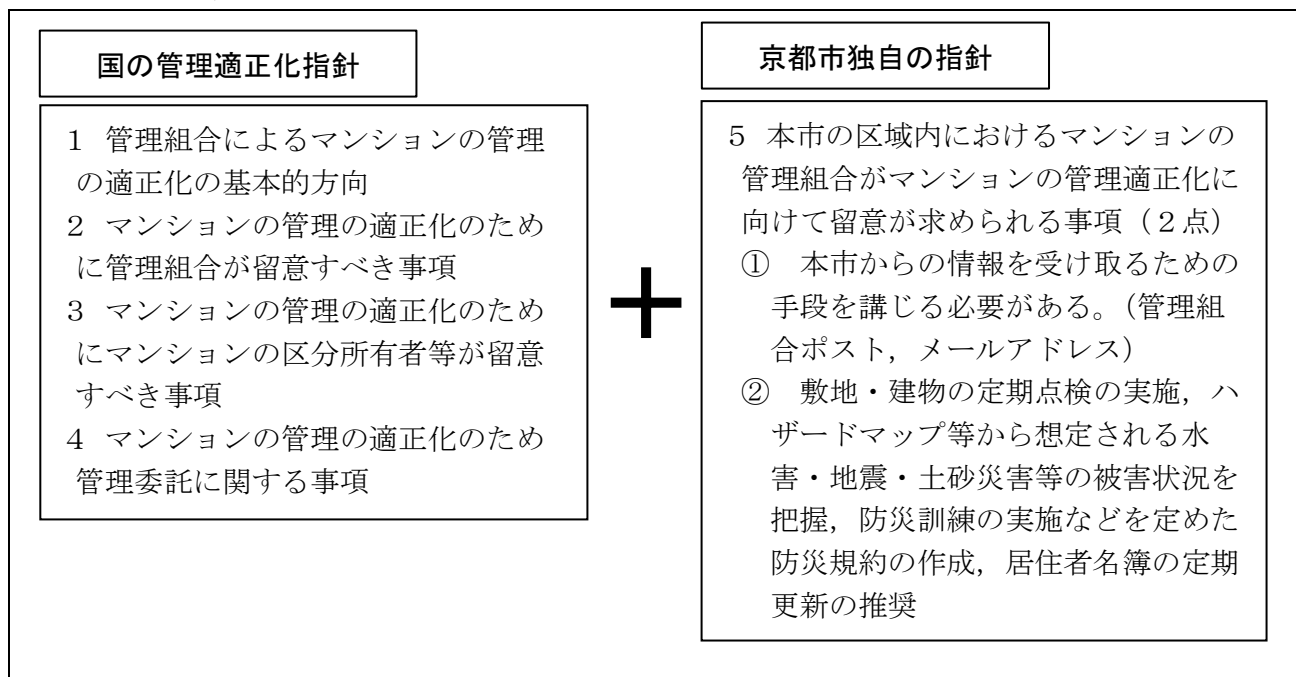 国の管理適正化指針
1 管理組合によるマンションの管理
の適正化の基本的方向
2 マンションの管理の適正化のため
に管理組合が留意すべき事項
3 マンションの管理の適正化のため
にマンションの区分所有者等が留意
すべき事項
4 マンションの管理の適正化のため
管理委託に関する事項
+
京都市独自の指針
5 本市の区域内におけるマンションの
管理組合がマンションの管理適正化に
向けて留意が求められる事項（２点）
① 本市からの情報を受け取るための
手段を講じる必要がある。（管理組
合ポスト，メールアドレス）
② 敷地・建物の定期点検の実施，ハ
ザードマップ等から想定される水
害・地震・土砂災害等の被害状況を
把握，防災訓練の実施などを定めた
防災規約の作成，居住者名簿の定期
更新の推奨